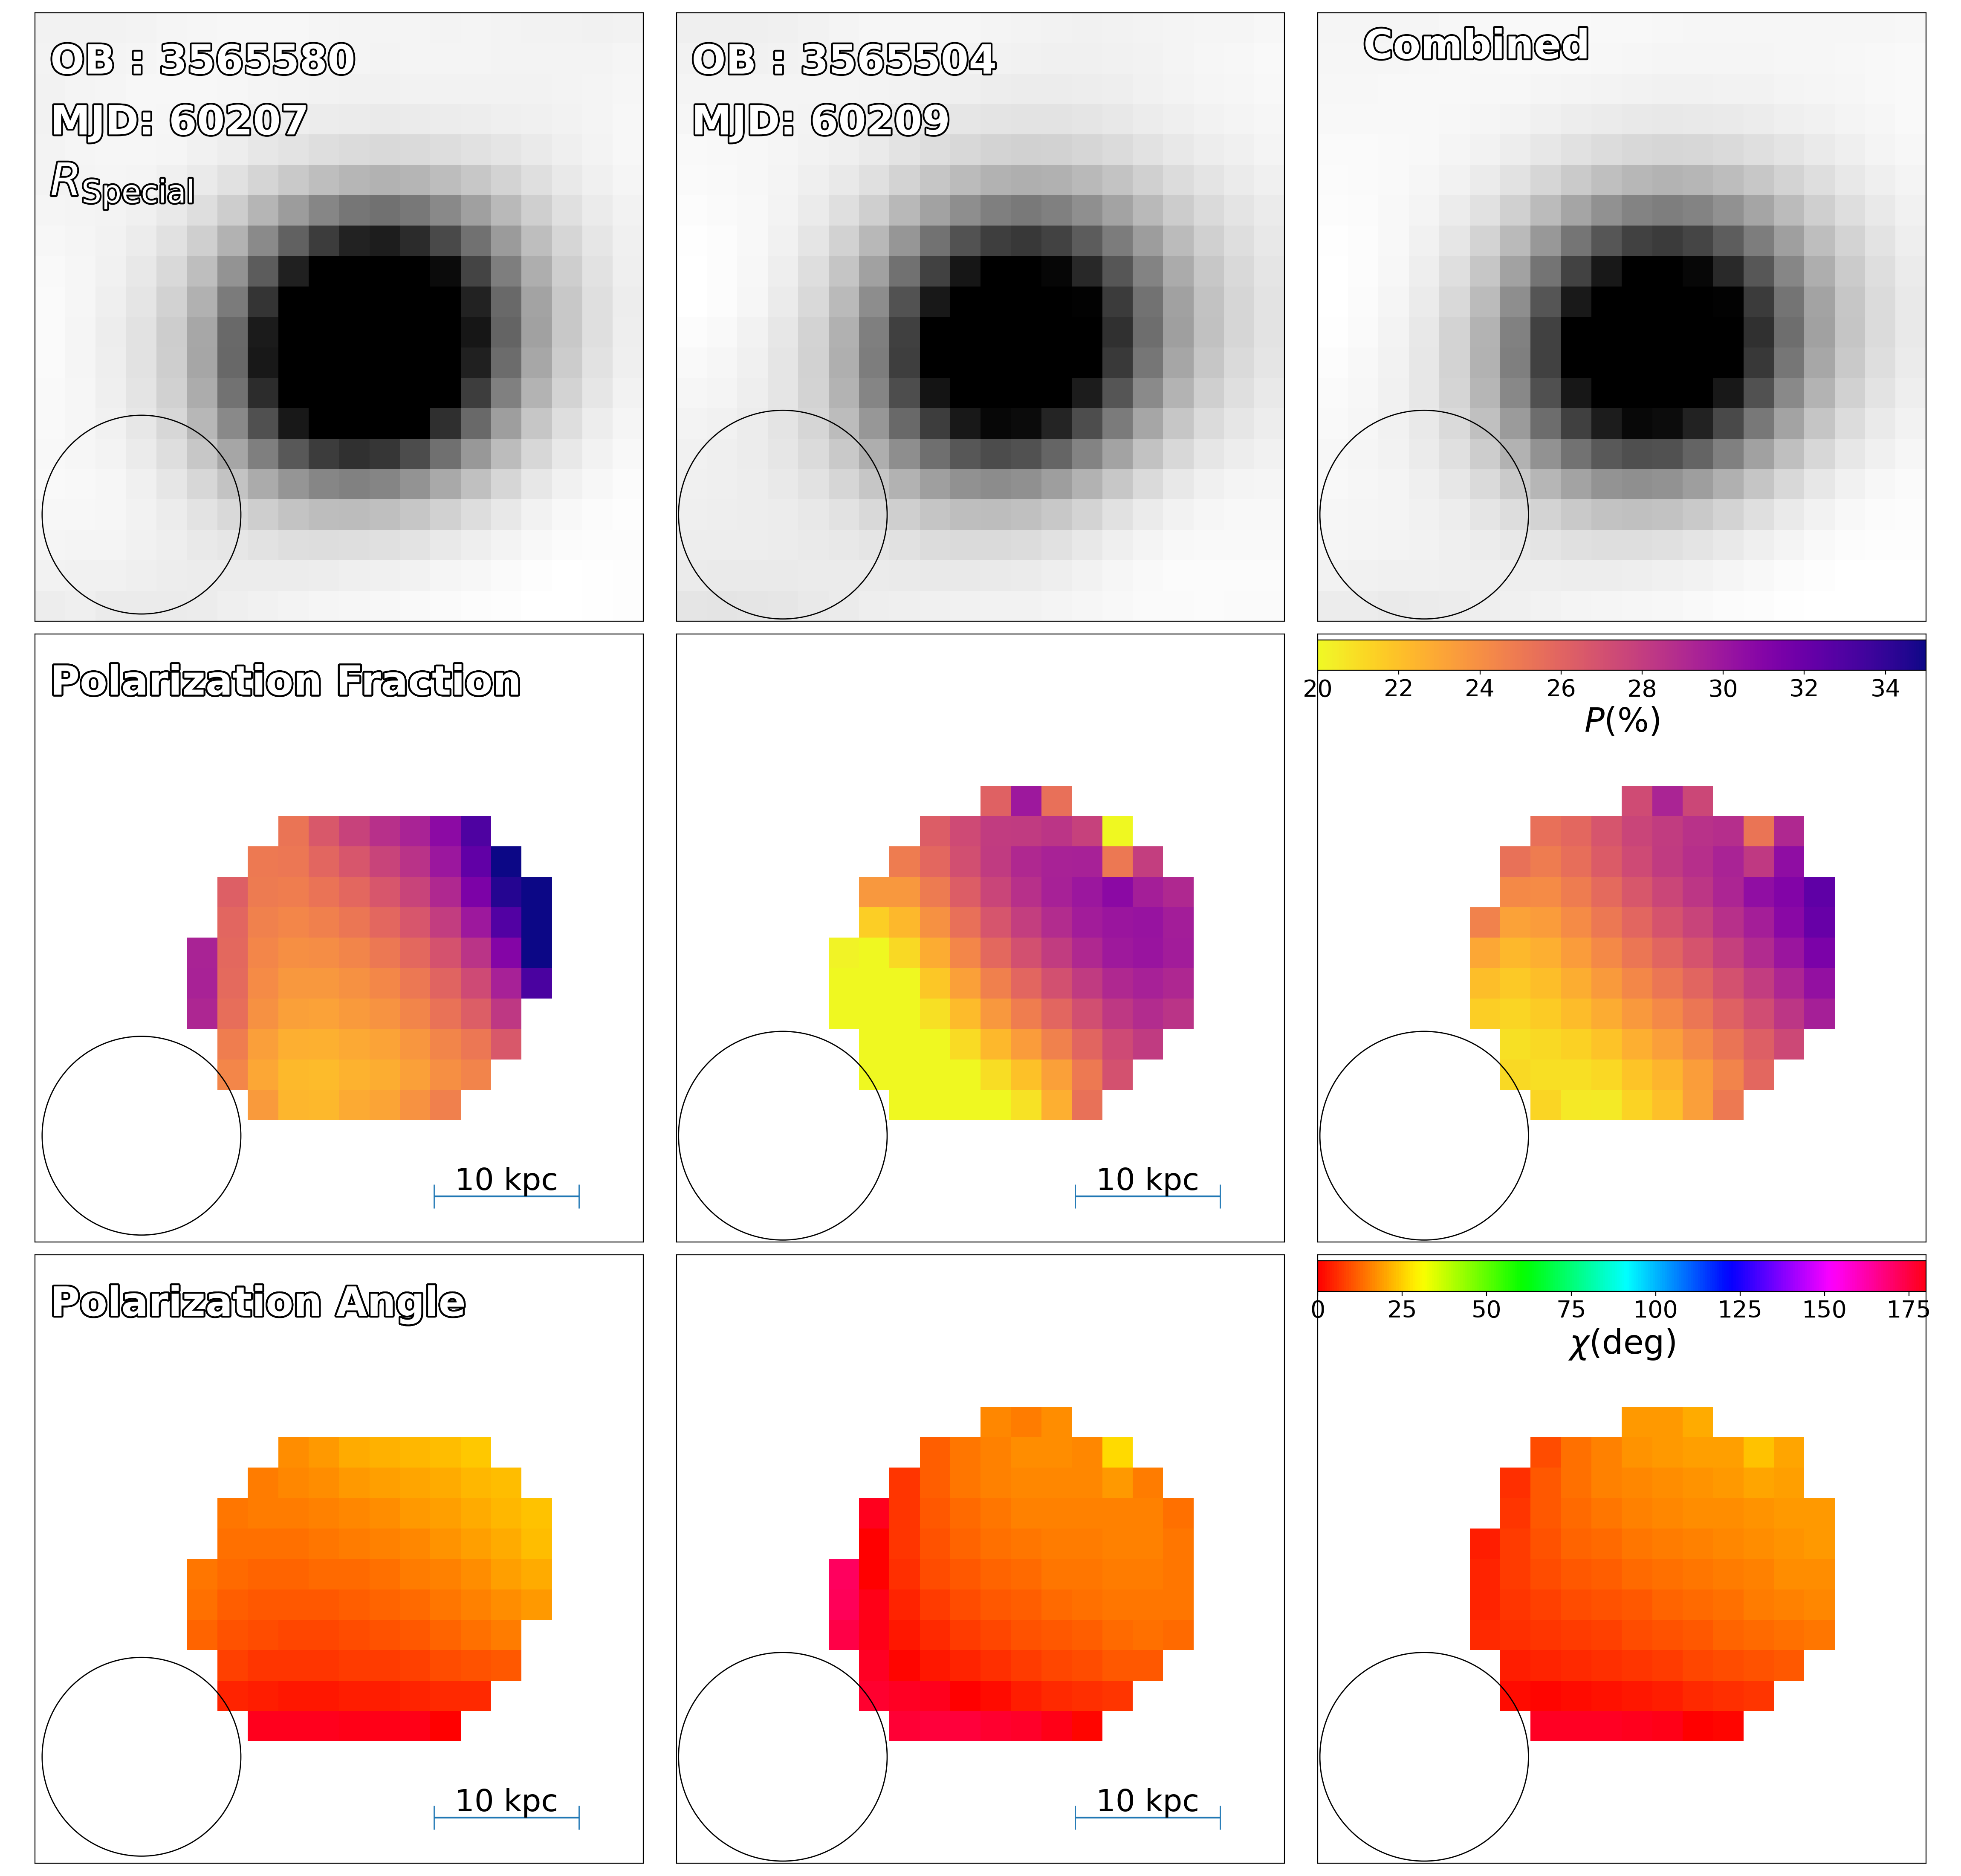 OB : 3565580
MJD: 60207
R_Special
OB : 3565504
MJD: 60209
Combined
Polarization Fraction
10 kpc
10 kpc
20 22 24 26 28 30 32 34
P(%)
Polarization Angle
10 kpc
10 kpc
0 25 50 75 100 125 150 175
χ(deg)